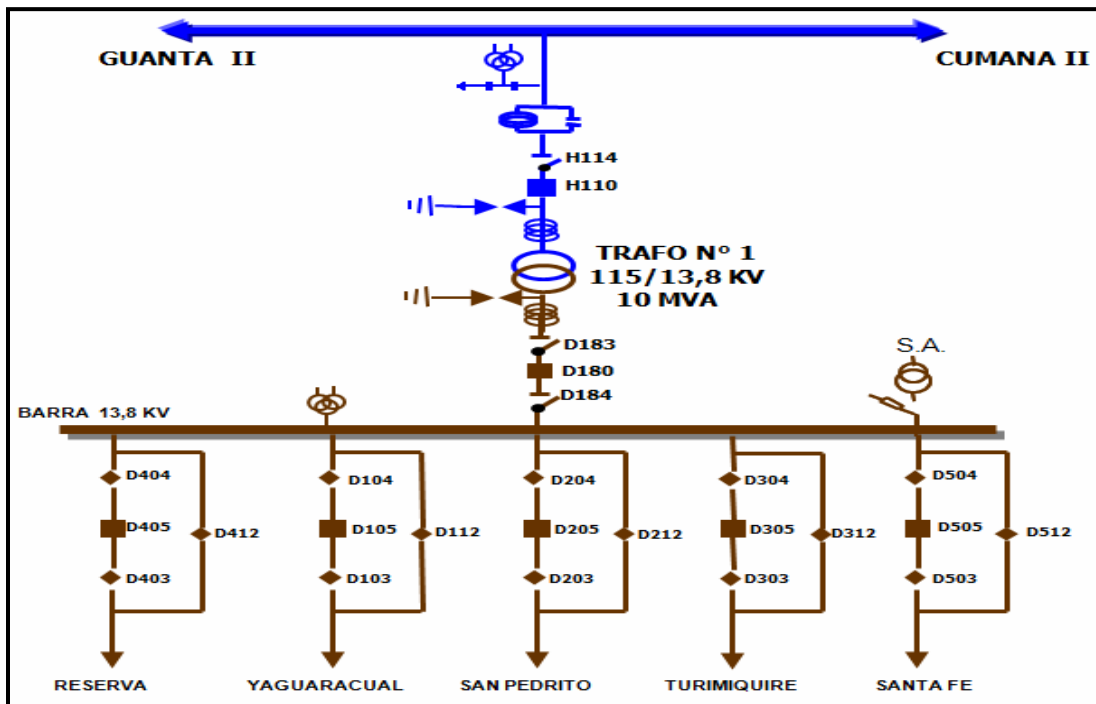 GUANTA II
CUMANA II
H114
H110
TRAFO Nº 1
115/13,8 KV
10 MVA
D183
D180
D184
S.A.
BARRA 13,8 KV
D404
D104
D204
D304
D504
D405
D412
D105
D112
D205
D212
D305
D312
D505
D512
D403
D103
D203
D303
D503
RESERVA
YAGUARACUAL
SAN PEDRITO
TURIMIQUIRE
SANTA FE